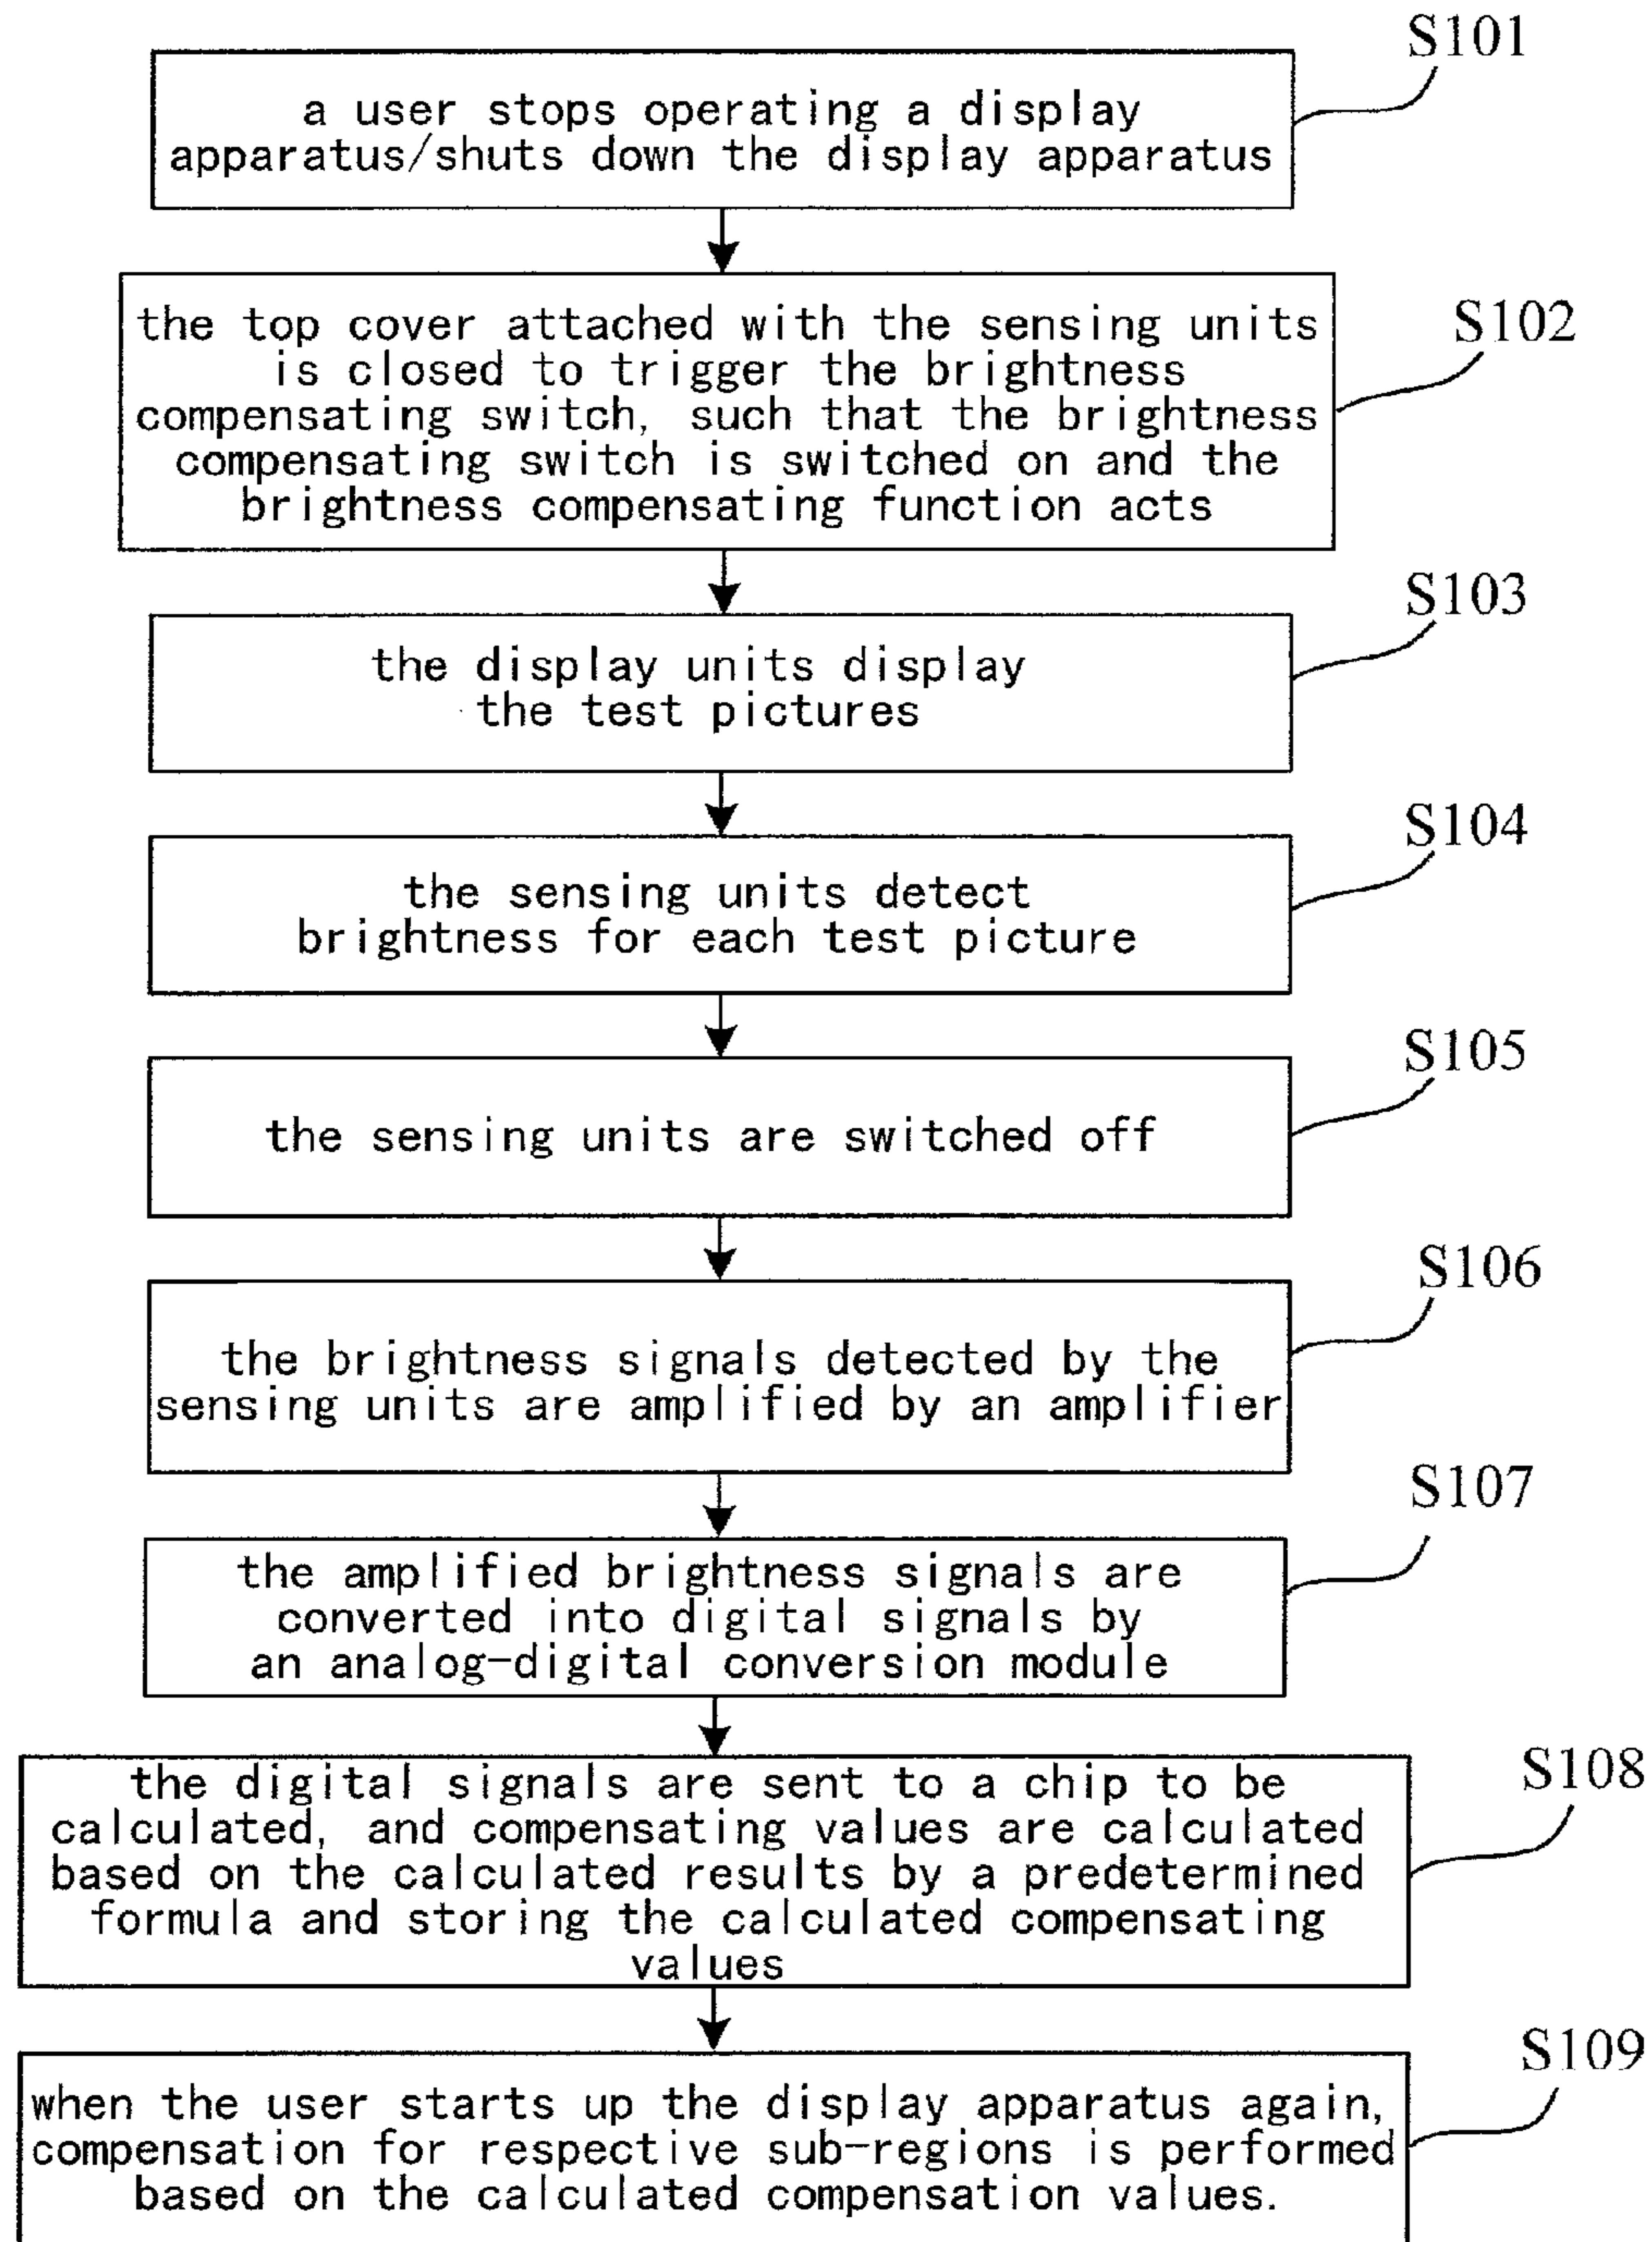 S101
a user stops operating a display
apparatus/shuts down the display apparatus
S102
the top cover attached with the sensing units
is closed to trigger the brightness
compensating switch, such that the brightness
compensating switch is switched on and the
brightness compensating function acts
S103
the display units display
the test pictures
S104
the sensing units detect
brightness for each test picture
S105
the sensing units are switched off
S106
the brightness signals detected by the
sensing units are amplified by an amplifier
S107
the amplified brightness signals are
converted into digital signals by
an analog-digital conversion module
S108
the digital signals are sent to a chip to be
calculated, and compensating values are calculated
based on the calculated results by a predetermined
formula and storing the calculated compensating
values
S109
when the user starts up the display apparatus again,
compensation for respective sub-regions is performed
based on the calculated compensation values.